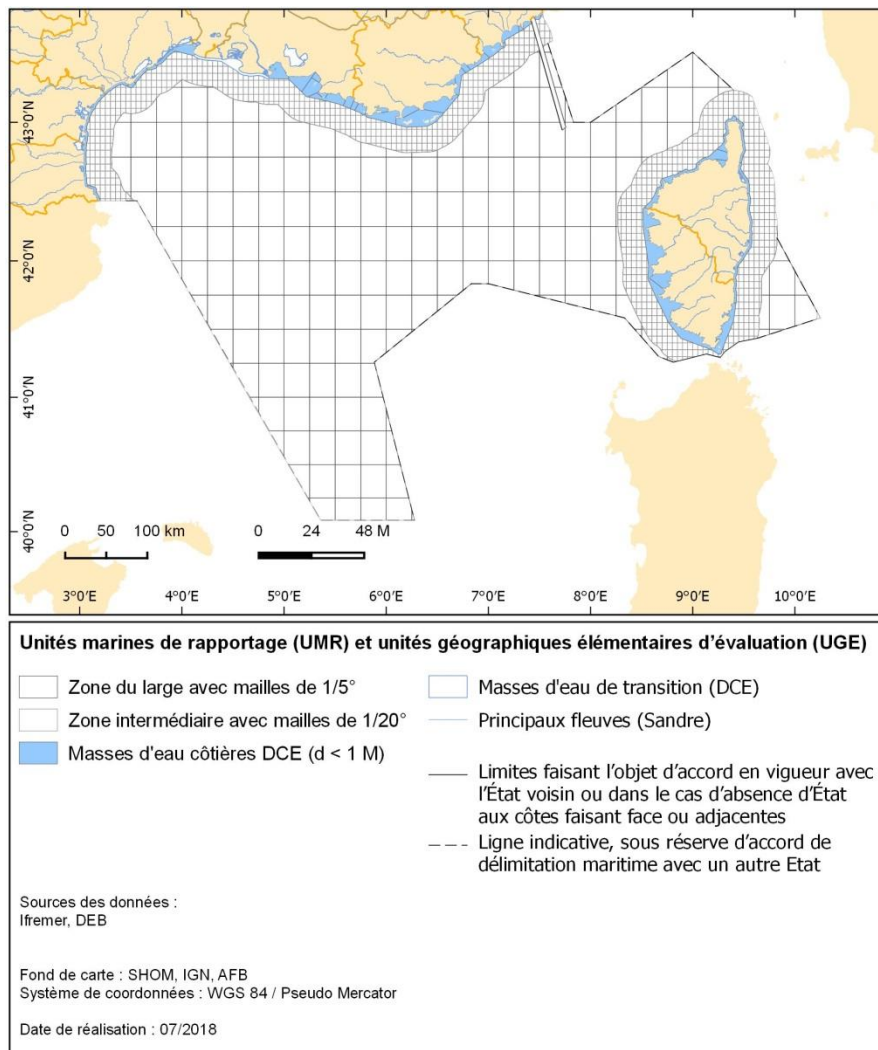 43°0'N
42°0'N
41°0'N
40°0'N
0 50 100 km
0 24 48 M
3°0'E 4°0'E 5°0'E 6°0'E 7°0'E 8°0'E 9°0'E 10°0'E
Unités marines de rapportage (UMR) et unités géographiques élémentaires d'évaluation (UGE)
Zone du large avec mailles de 1/5°
Zone intermédiaire avec mailles de 1/20°
Masses d'eau côtières DCE (d < 1 M)
Masses d'eau de transition (DCE)
Principaux fleuves (Sandre)
Limites faisant l'objet d'accord en vigueur avec
l'État voisin ou dans le cas d'absence d'État
aux côtes faisant face ou adjacentes
Ligne indicative, sous réserve d'accord de
délimitation maritime avec un autre Etat
Sources des données :
Ifremer, DEB
Fond de carte : SHOM, IGN, AFB
Système de coordonnées : WGS 84 / Pseudo Mercator
Date de réalisation : 07/2018